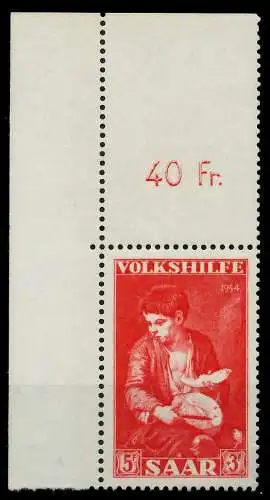 40 Fr.
VOLKSHILFE
1954
5F SAAR 3F